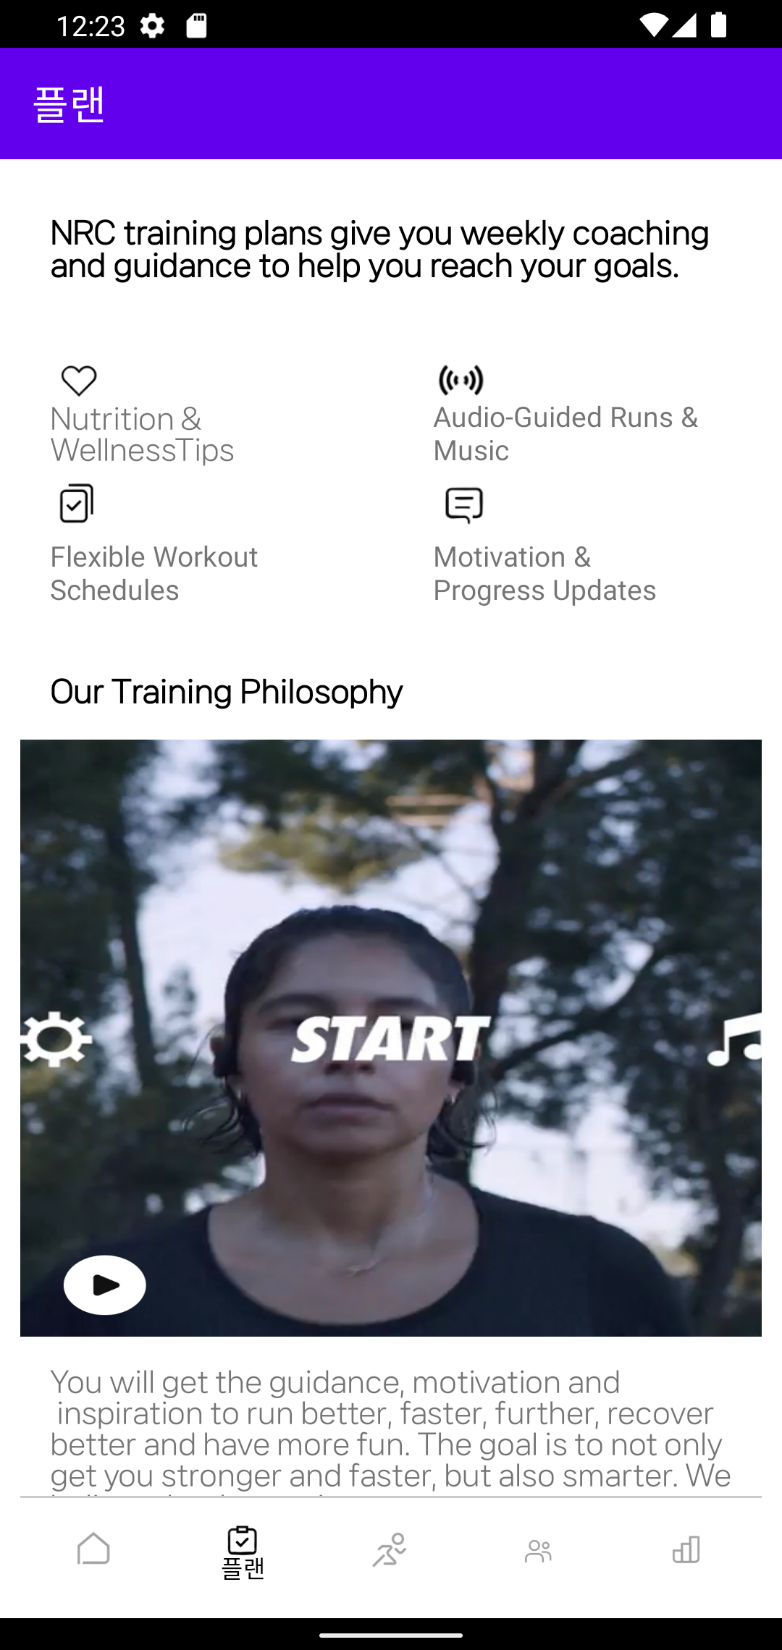 12:23
플랜
NRC training plans give you weekly coaching
and guidance to help you reach your goals.
Nutrition &
WellnessTips
Audio-Guided Runs &
Music
Flexible Workout
Schedules
Motivation &
Progress Updates
Our Training Philosophy
START
You will get the guidance, motivation and
inspiration to run better, faster, further, recover
better and have more fun. The goal is to not only
get you stronger and faster, but also smarter. We
플랜